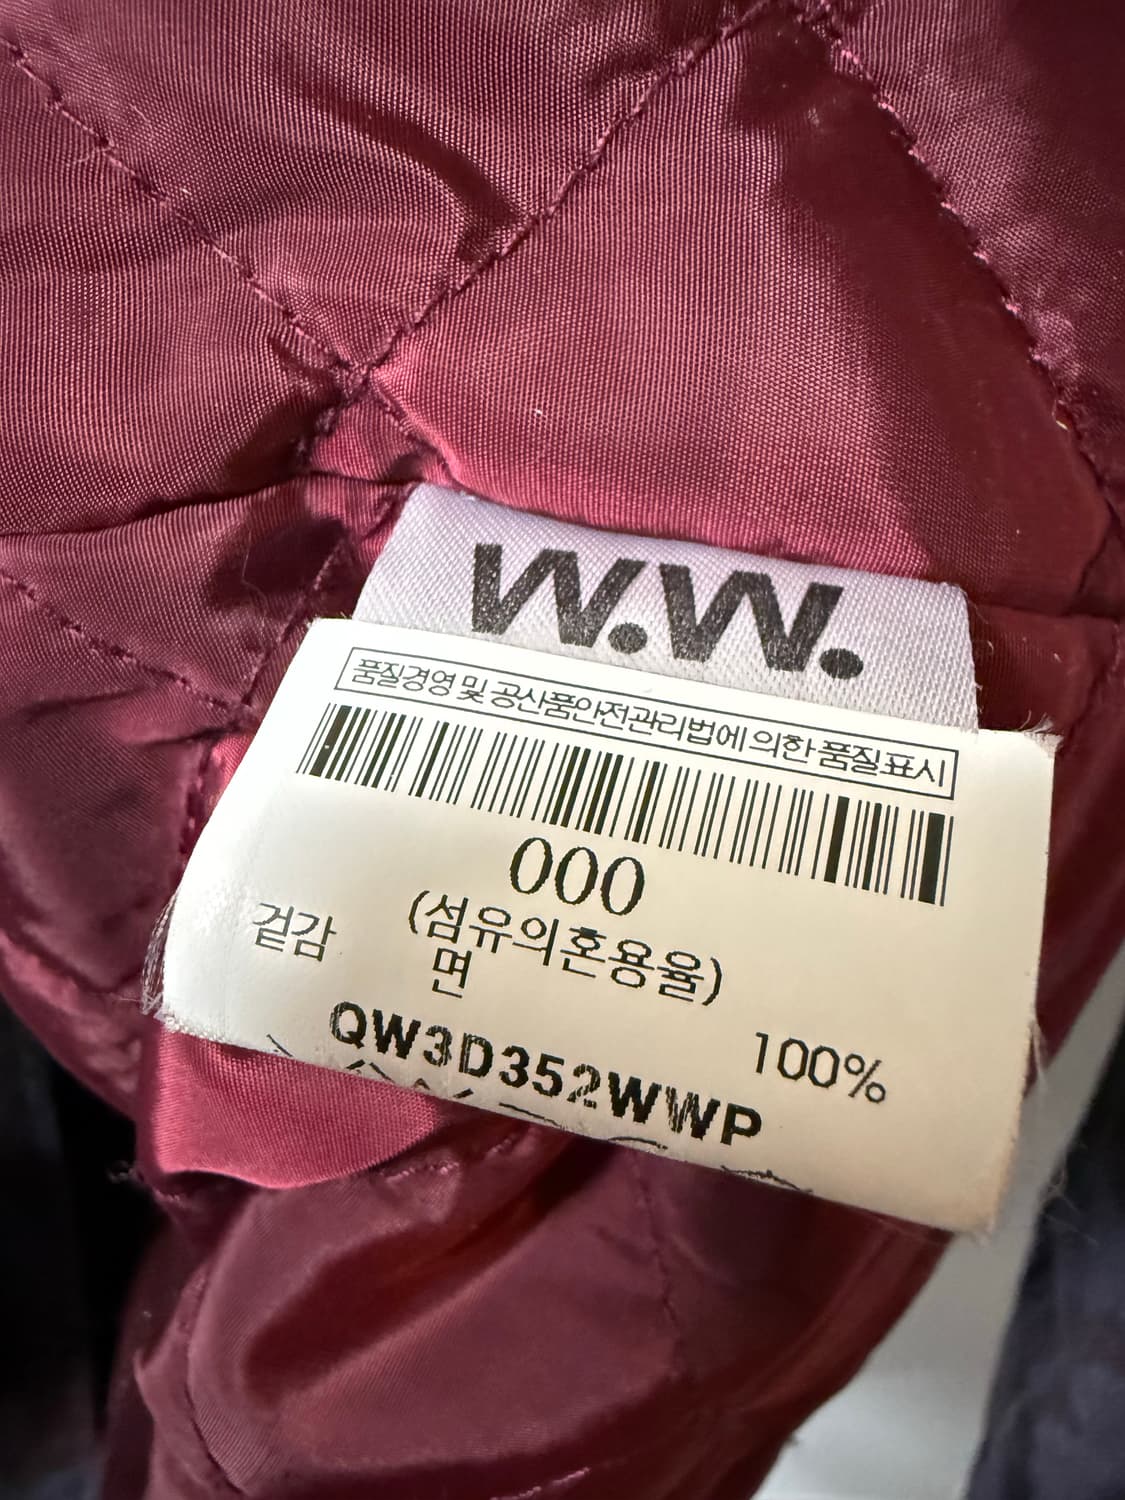 W.W.
품질경영 및 공산품안전관리법에 의한 품질표시
000
(섬유의혼용율)
겉감 면 100%
QW3D352WWP